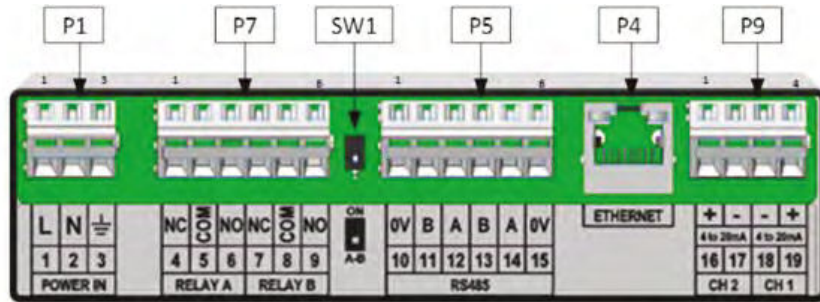 P1 P7 SW1 P5 P4 P9
1 3 1 6 1 6 1 4
L N NC COM NO NC COM NO ON 0V B A B A 0V ETHERNET + - - +
4 to 20mA 4 to 20mA
1 2 3 4 5 6 7 8 9 A-B 10 11 12 13 14 15 16 17 18 19
POWER IN RELAY A RELAY B RS485 CH 2 CH 1